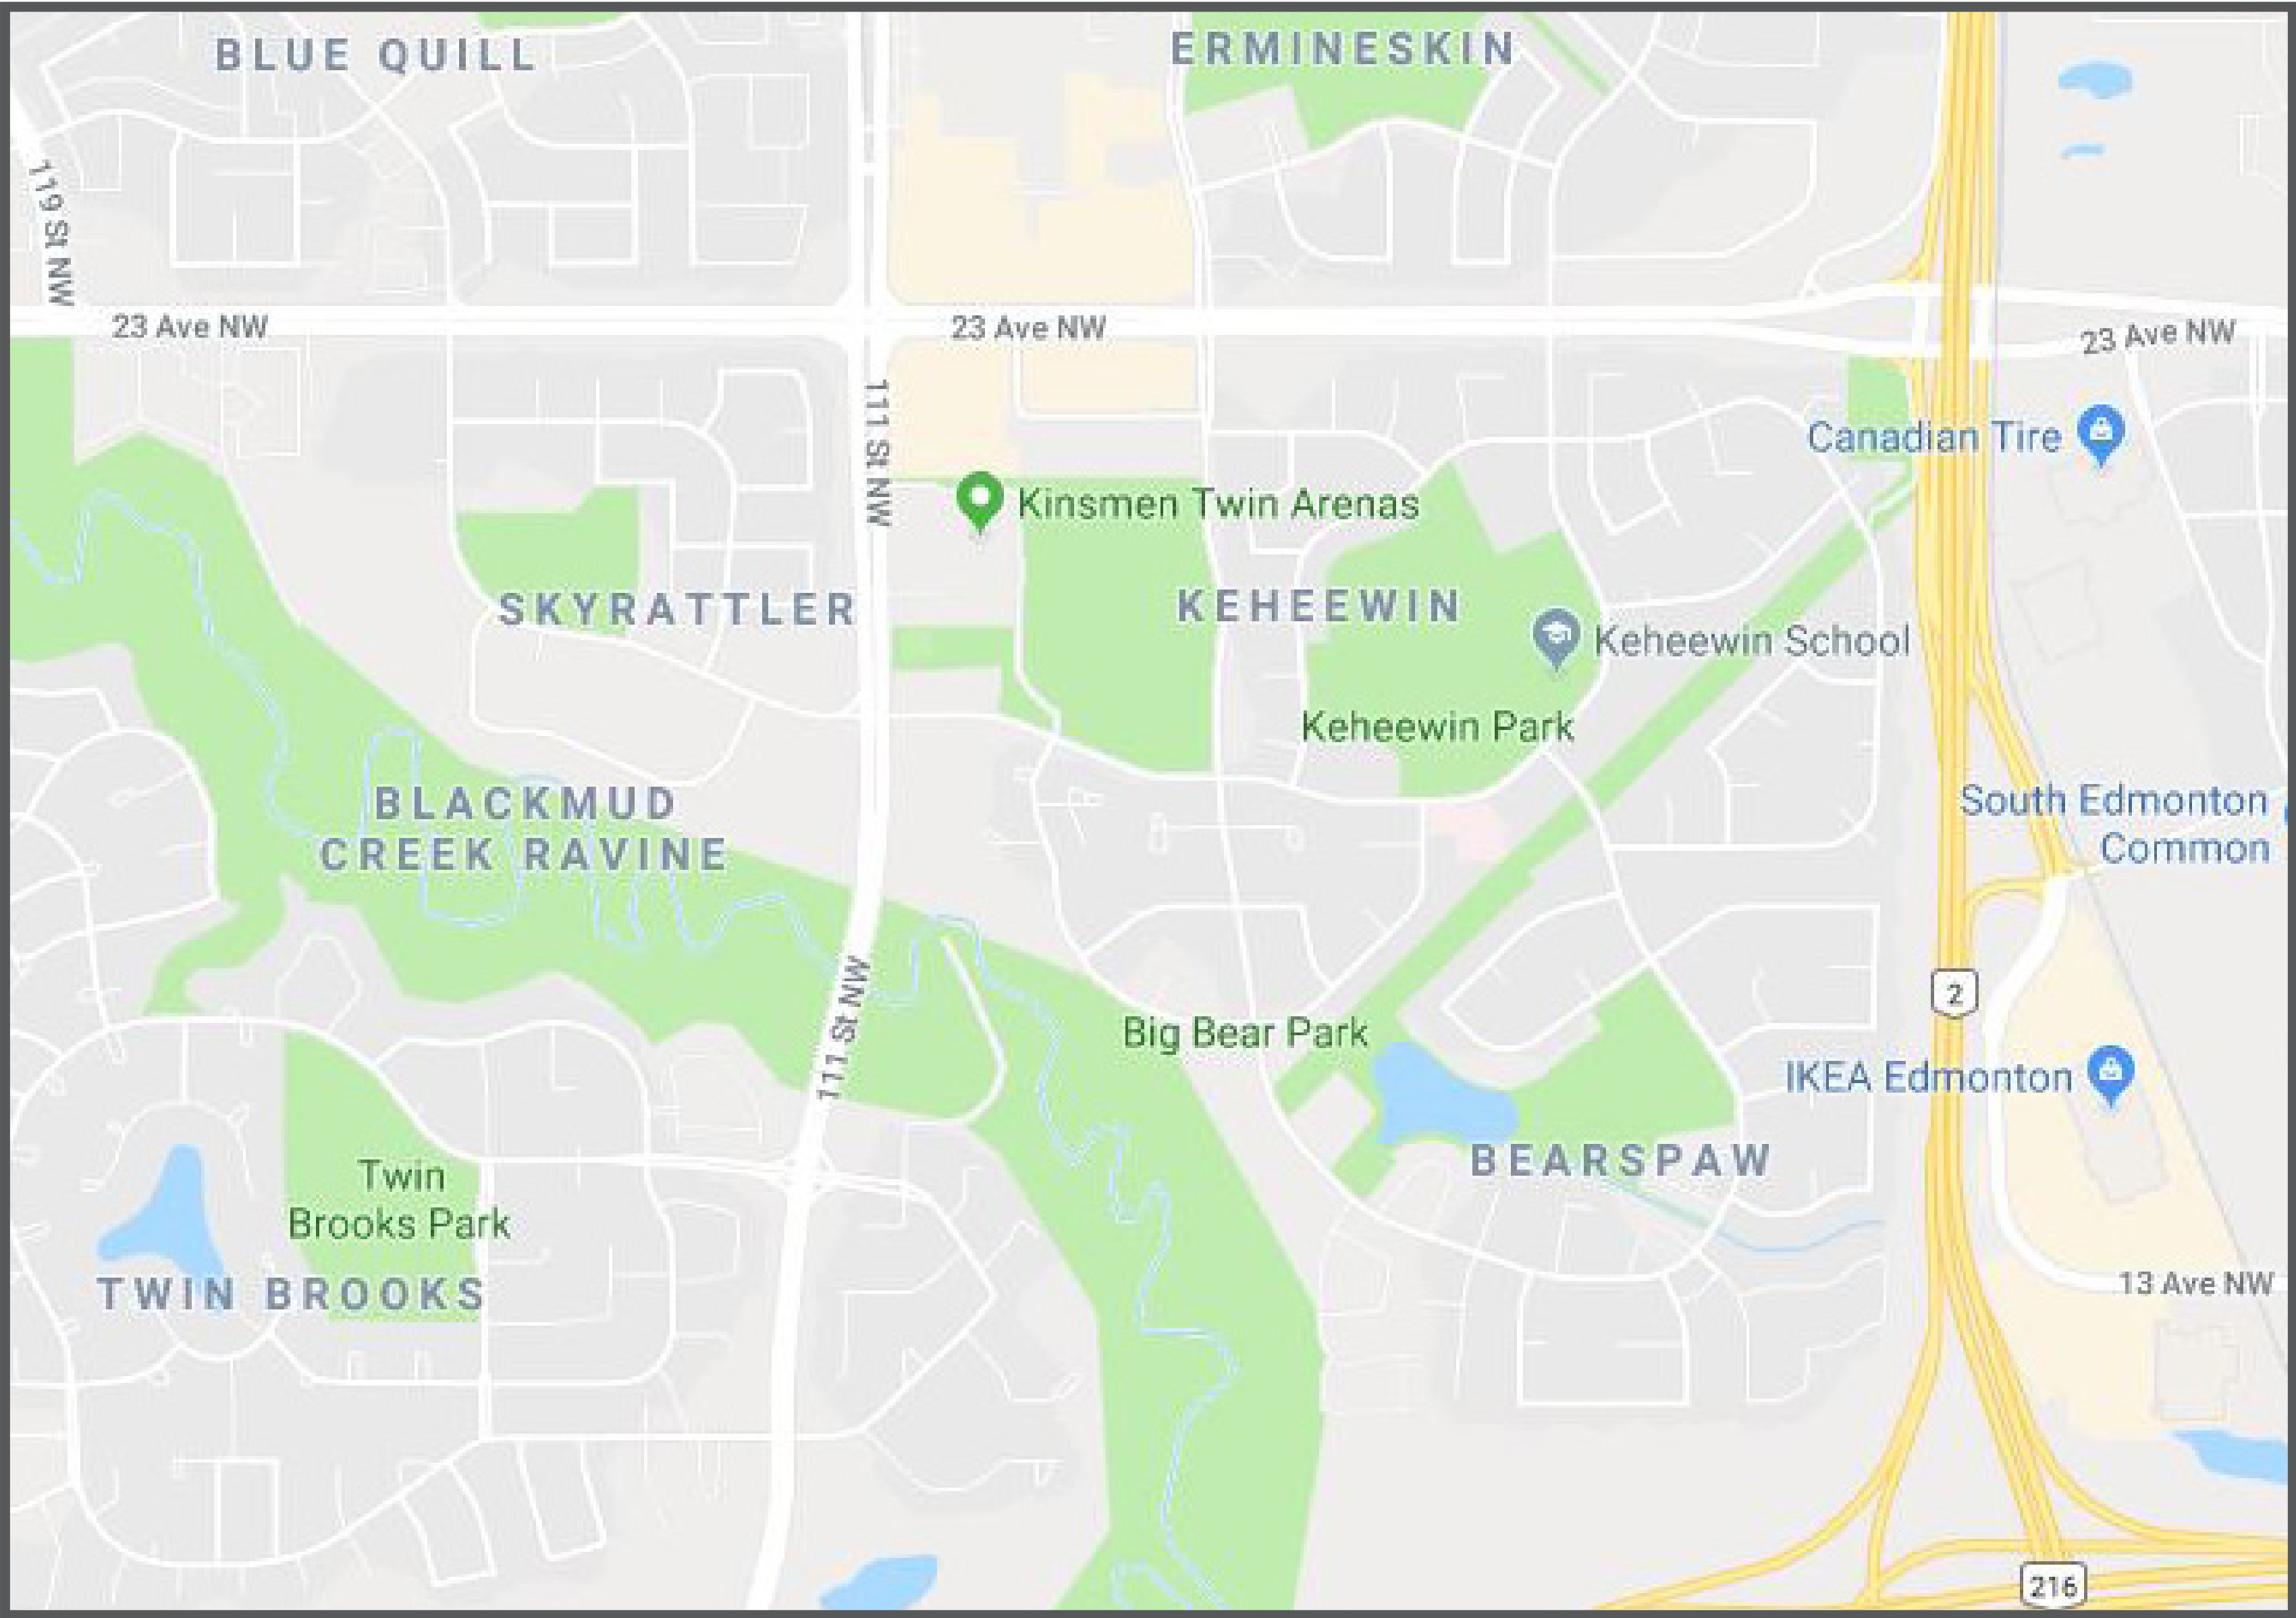 BLUE QUILL
ERMINESKIN
119 St NW
23 Ave NW
23 Ave NW
23 Ave NW
111 St NW
Canadian Tire
Kinsmen Twin Arenas
SKYRATTLER
KEHEEWIN
Keheewin School
Keheewin Park
BLACKMUD
CREEK RAVINE
South Edmonton
Common
111 St NW
2
Big Bear Park
IKEA Edmonton
BEARSPAW
Twin
Brooks Park
TWIN BROOKS
13 Ave NW
216